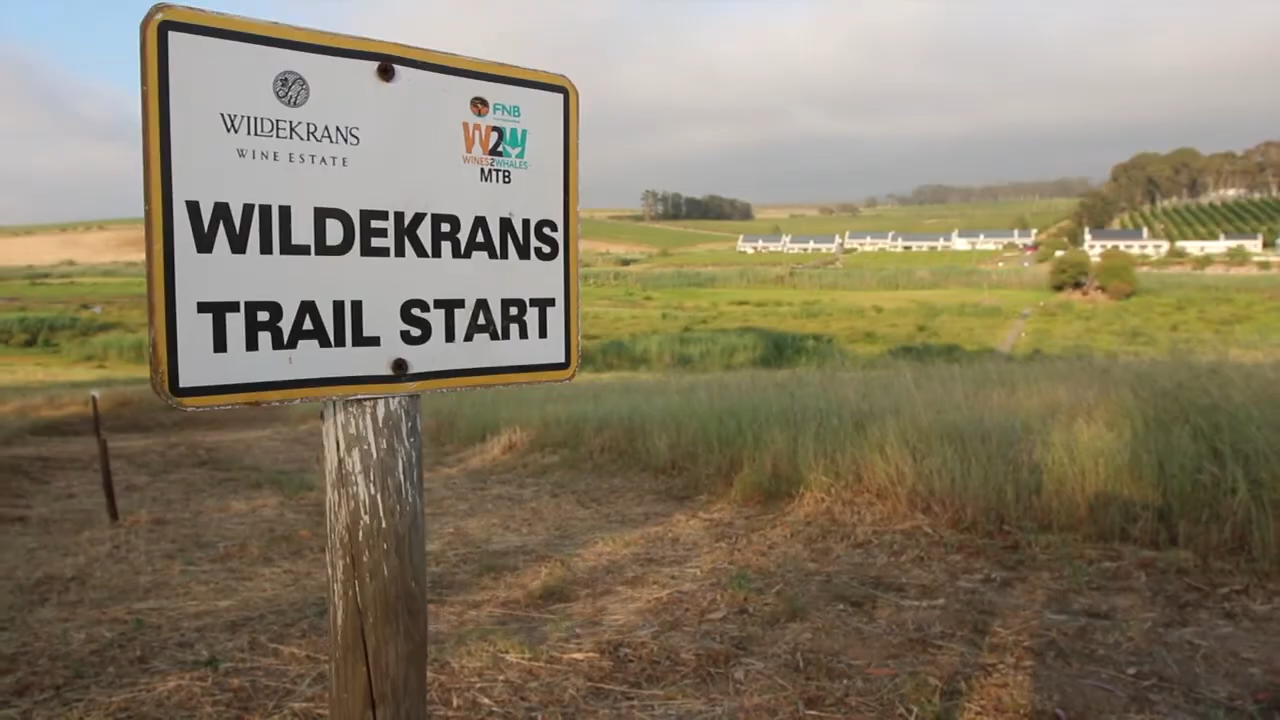 WILDEKRANS
WINE ESTATE
FNB
W2W
WINES2WHALES
MTB
WILDEKRANS
TRAIL START